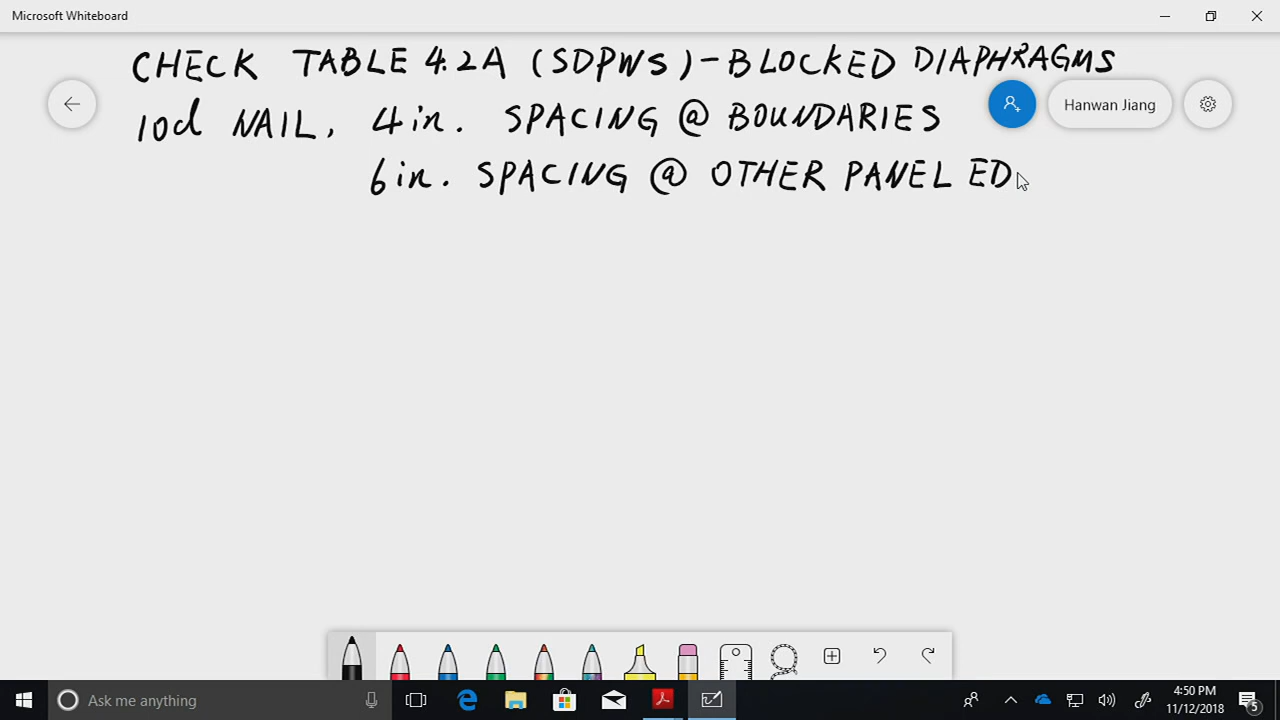 Microsoft Whiteboard
CHECK TABLE 4.2A (SDPWS)-BLOCKED DIAPHRAGMS
10d NAIL, 4in. SPACING @ BOUNDARIES
Hanwan Jiang
6in. SPACING @ OTHER PANEL ED
Ask me anything
4:50 PM
11/12/2018
5